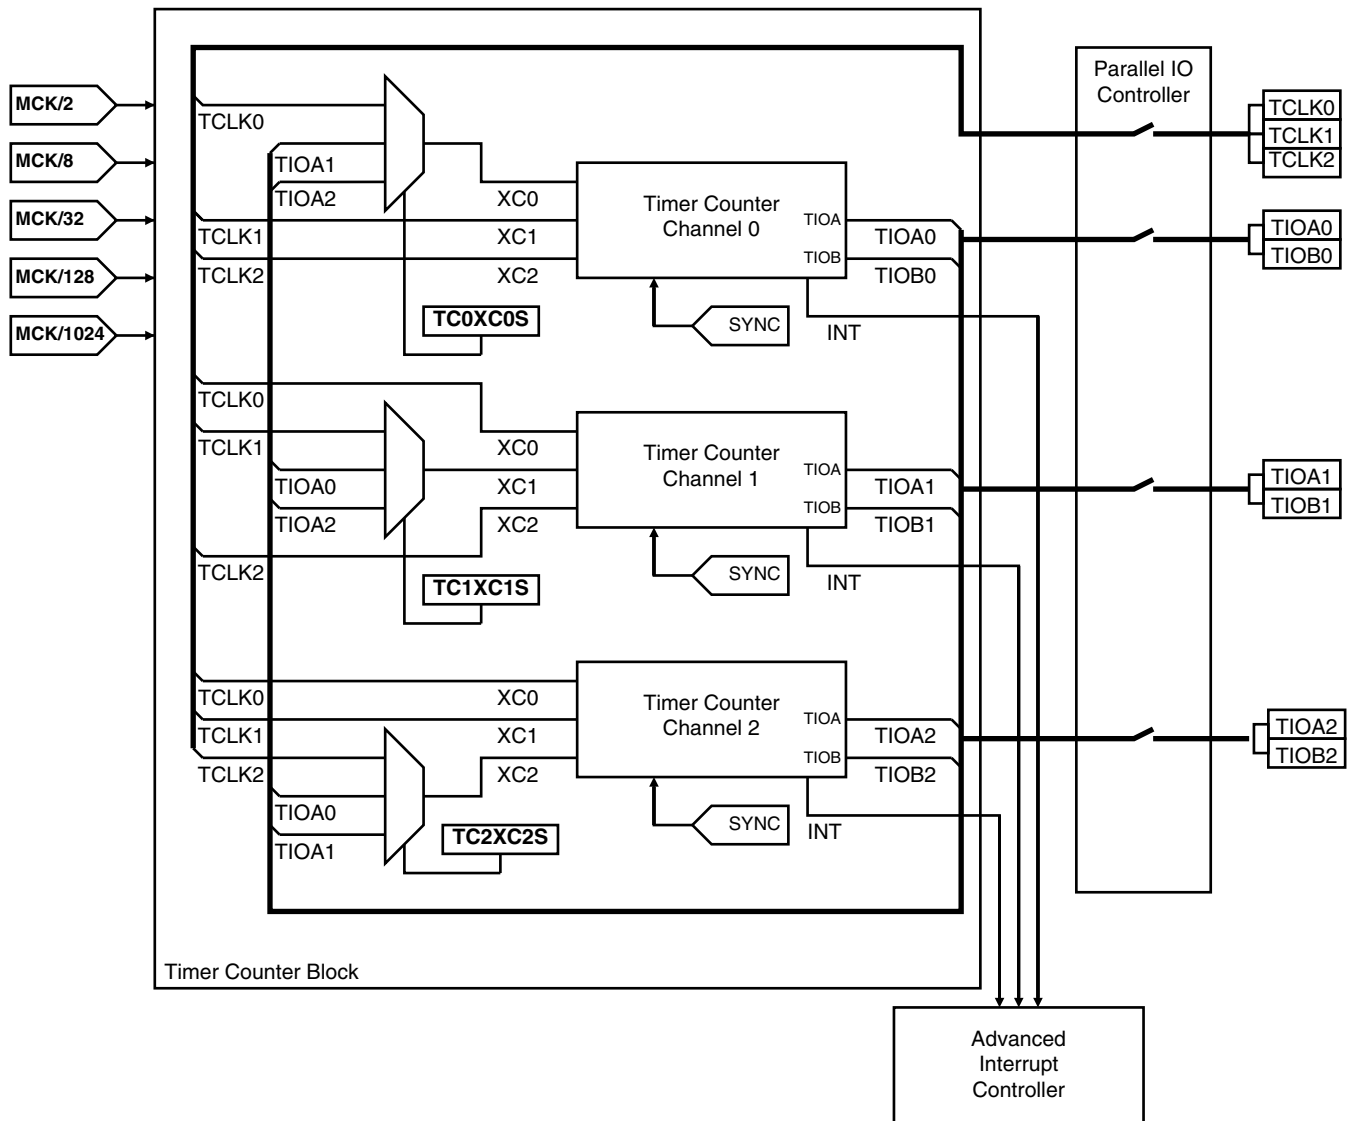 MCK/2
MCK/8
MCK/32
MCK/128
MCK/1024
TCLK0
TIOA1
TIOA2
TCLK1
TCLK2
XC0
XC1
XC2
Timer Counter
Channel 0
TIOA
TIOB
TIOA0
TIOB0
TC0XC0S
SYNC
INT
TCLK0
TCLK1
TIOA0
TIOA2
TCLK2
XC0
XC1
XC2
Timer Counter
Channel 1
TIOA
TIOB
TIOA1
TIOB1
TC1XC1S
SYNC
INT
TCLK0
TCLK1
TCLK2
TIOA0
TIOA1
XC0
XC1
XC2
Timer Counter
Channel 2
TIOA
TIOB
TIOA2
TIOB2
TC2XC2S
SYNC
INT
Timer Counter Block
Parallel IO
Controller
TCLK0
TCLK1
TCLK2
TIOA0
TIOB0
TIOA1
TIOB1
TIOA2
TIOB2
Advanced
Interrupt
Controller